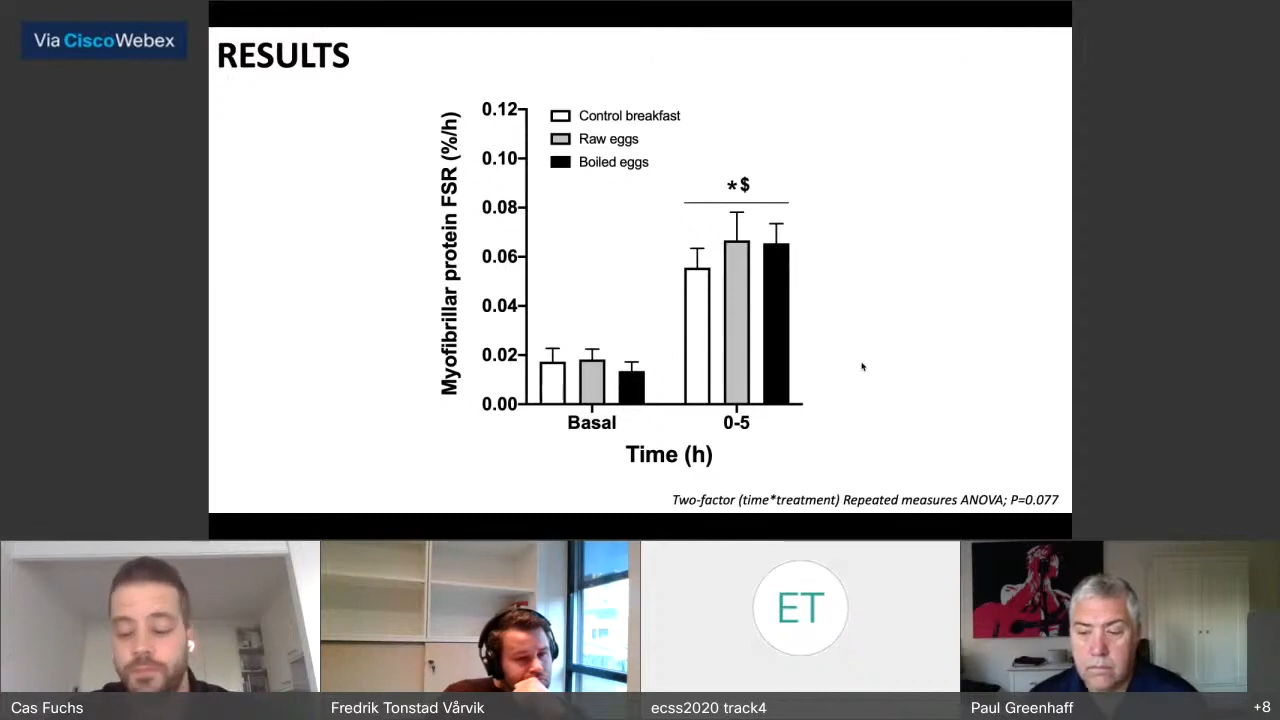 Via CiscoWebex
RESULTS
Myofibrillar protein FSR (%/h)
0.12
0.10
0.08
0.06
0.04
0.02
0.00
Control breakfast
Raw eggs
Boiled eggs
*$
Basal
0-5
Time (h)
Two-factor (time*treatment) Repeated measures ANOVA; P=0.077
ET
Cas Fuchs
Fredrik Tonstad Vårvik
ecss2020 track4
Paul Greenhaff
+8